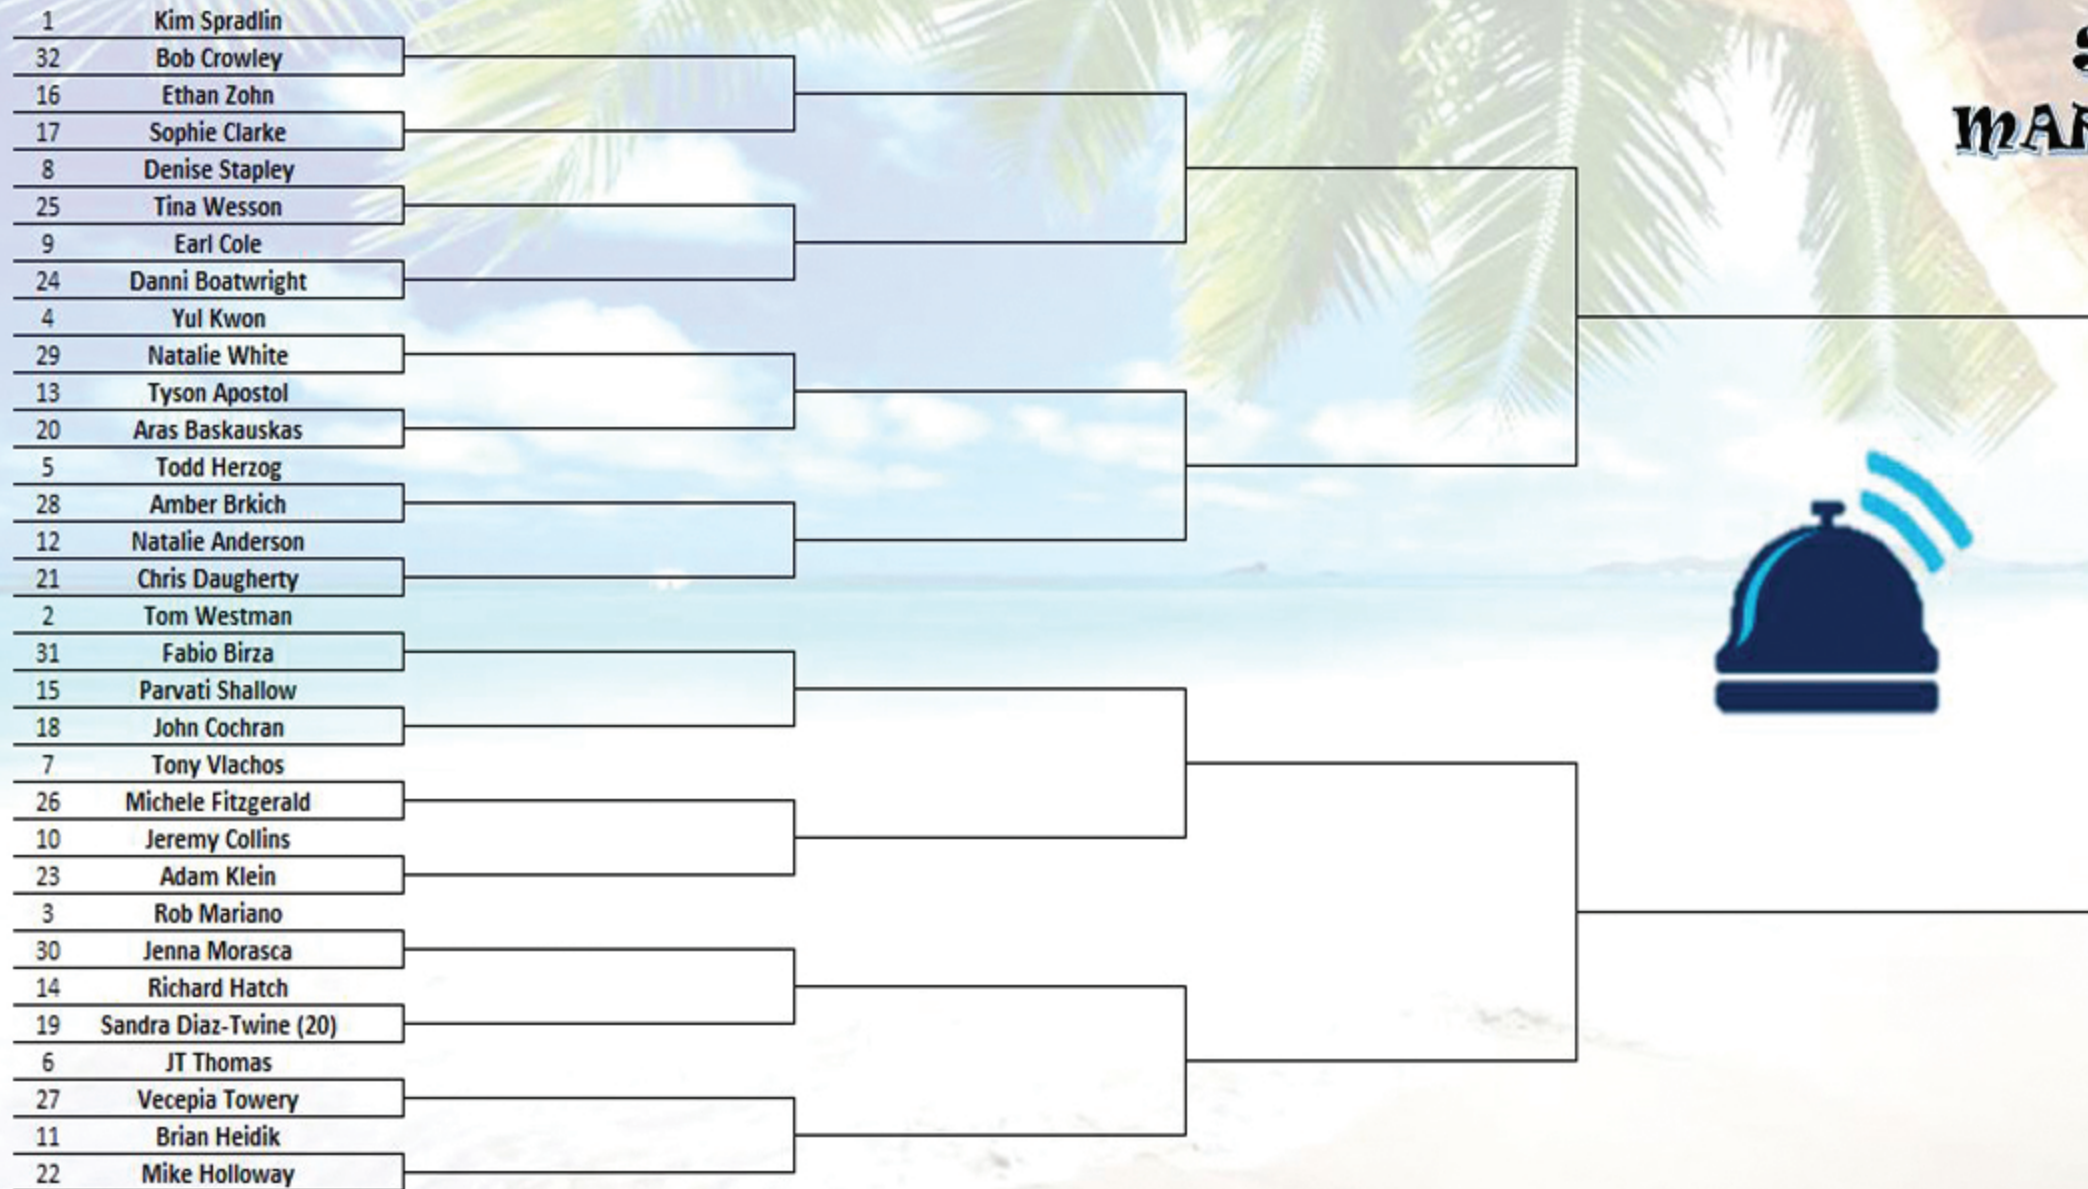 1 Kim Spradlin
32 Bob Crowley
16 Ethan Zohn
17 Sophie Clarke
8 Denise Stapley
25 Tina Wesson
9 Earl Cole
24 Danni Boatwright
4 Yul Kwon
29 Natalie White
13 Tyson Apostol
20 Aras Baskauskas
5 Todd Herzog
28 Amber Brkich
12 Natalie Anderson
21 Chris Daugherty
2 Tom Westman
31 Fabio Birza
15 Parvati Shallow
18 John Cochran
7 Tony Vlachos
26 Michele Fitzgerald
10 Jeremy Collins
23 Adam Klein
3 Rob Mariano
30 Jenna Morasca
14 Richard Hatch
19 Sandra Diaz-Twine (20)
6 JT Thomas
27 Vecepia Towery
11 Brian Heidik
22 Mike Holloway